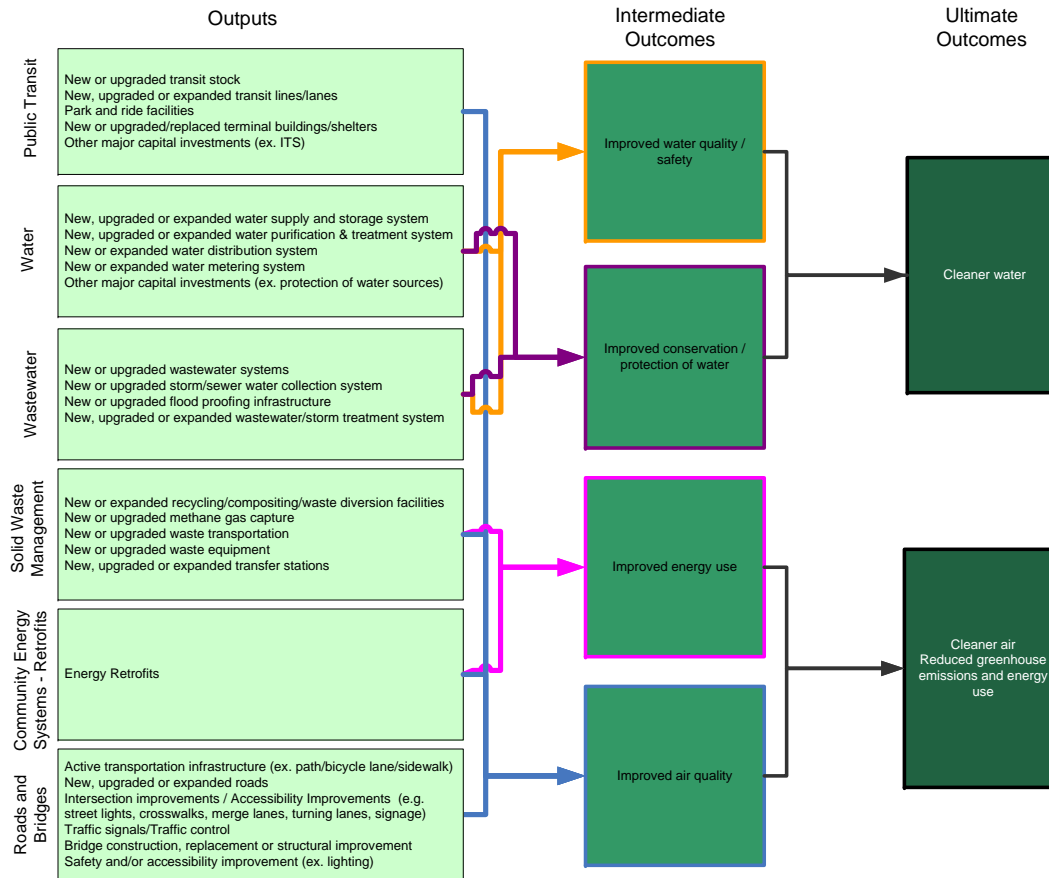 Outputs
Intermediate
Outcomes
Ultimate
Outcomes
Public Transit
New or upgraded transit stock
New, upgraded or expanded transit lines/lanes
Park and ride facilities
New or upgraded/replaced terminal buildings/shelters
Other major capital investments (ex. ITS)
Water
New, upgraded or expanded water supply and storage system
New, upgraded or expanded water purification & treatment system
New or expanded water distribution system
New or expanded water metering system
Other major capital investments (ex. protection of water sources)
Wastewater
New or upgraded wastewater systems
New or upgraded storm/sewer water collection system
New or upgraded flood proofing infrastructure
New, upgraded or expanded wastewater/storm treatment system
Solid Waste
Management
New or expanded recycling/compositing/waste diversion facilities
New or upgraded methane gas capture
New or upgraded waste transportation
New or upgraded waste equipment
New, upgraded or expanded transfer stations
Community Energy
Systems - Retrofits
Energy Retrofits
Roads and
Bridges
Active transportation infrastructure (ex. path/bicycle lane/sidewalk)
New, upgraded or expanded roads
Intersection improvements / Accessibility Improvements (e.g.
street lights, crosswalks, merge lanes, turning lanes, signage)
Traffic signals/Traffic control
Bridge construction, replacement or structural improvement
Safety and/or accessibility improvement (ex. lighting)
Improved water quality /
safety
Improved conservation /
protection of water
Improved energy use
Improved air quality
Cleaner water
Cleaner air
Reduced greenhouse
emissions and energy
use